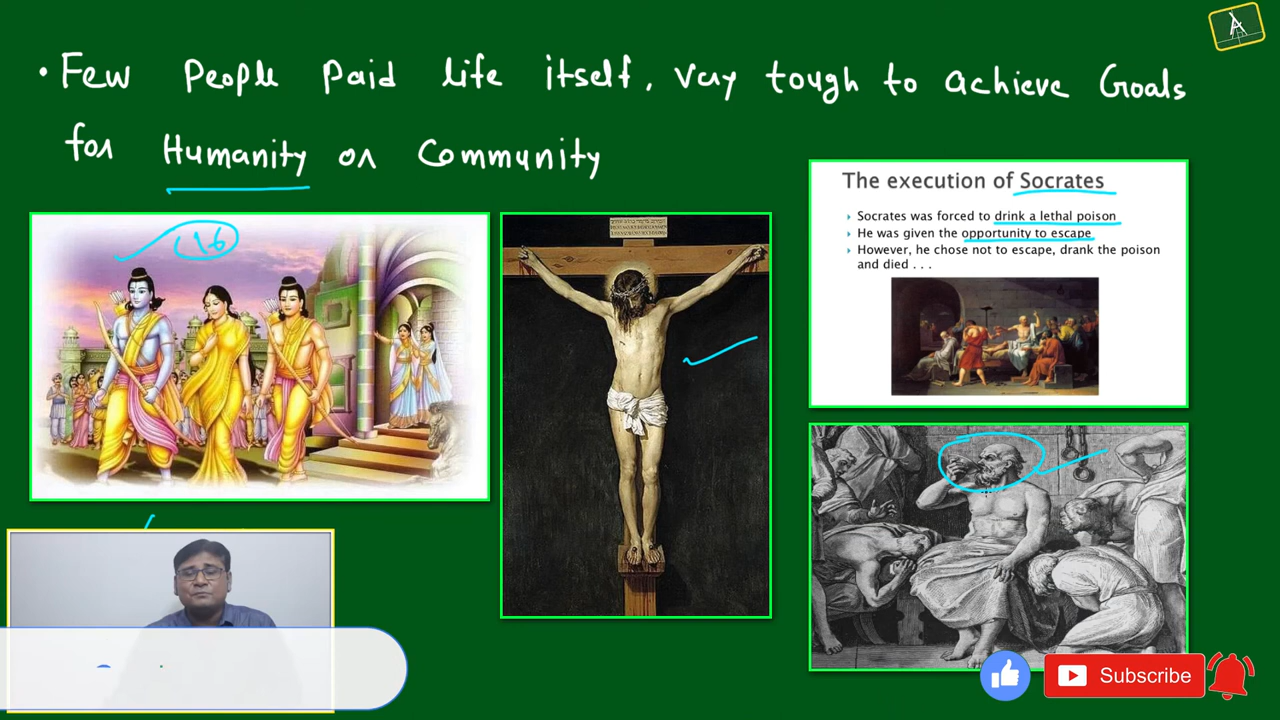 • Few People Paid life itself, Very tough to achieve Goals
for Humanity or Community
(16)
The execution of Socrates
Socrates was forced to drink a lethal poison
He was given the opportunity to escape
However, he chose not to escape, drank the poison
and died . . .
Subscribe